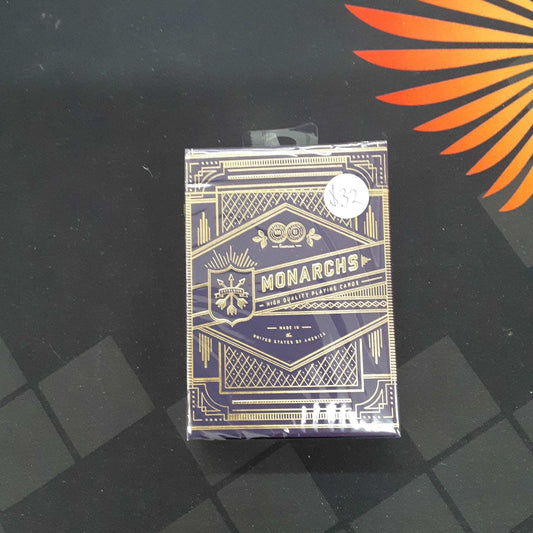 $32
MONARCHS
HIGH QUALITY PLAYING CARDS
MADE IN
the
UNITED STATES OF AMERICA